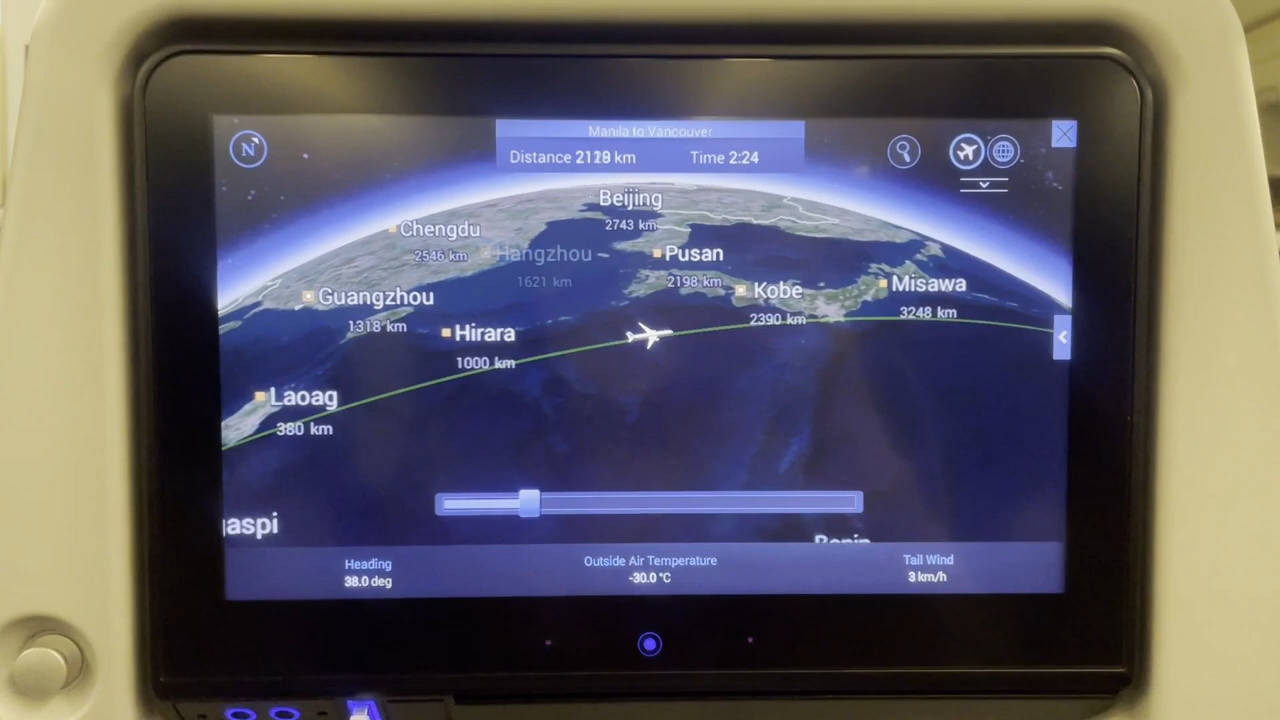 Manila to Vancouver
Distance 2128 km Time 2:24
N
Beijing
2743 km
Chengdu
2546 km
Hangzhou
1621 km
Pusan
2198 km
Guangzhou
1318 km
Kobe
2390 km
Misawa
3248 km
Hirara
1000 km
Laoag
380 km
aspi
Heading
38.0 deg
Outside Air Temperature
-30.0 °C
Tail Wind
3 km/h